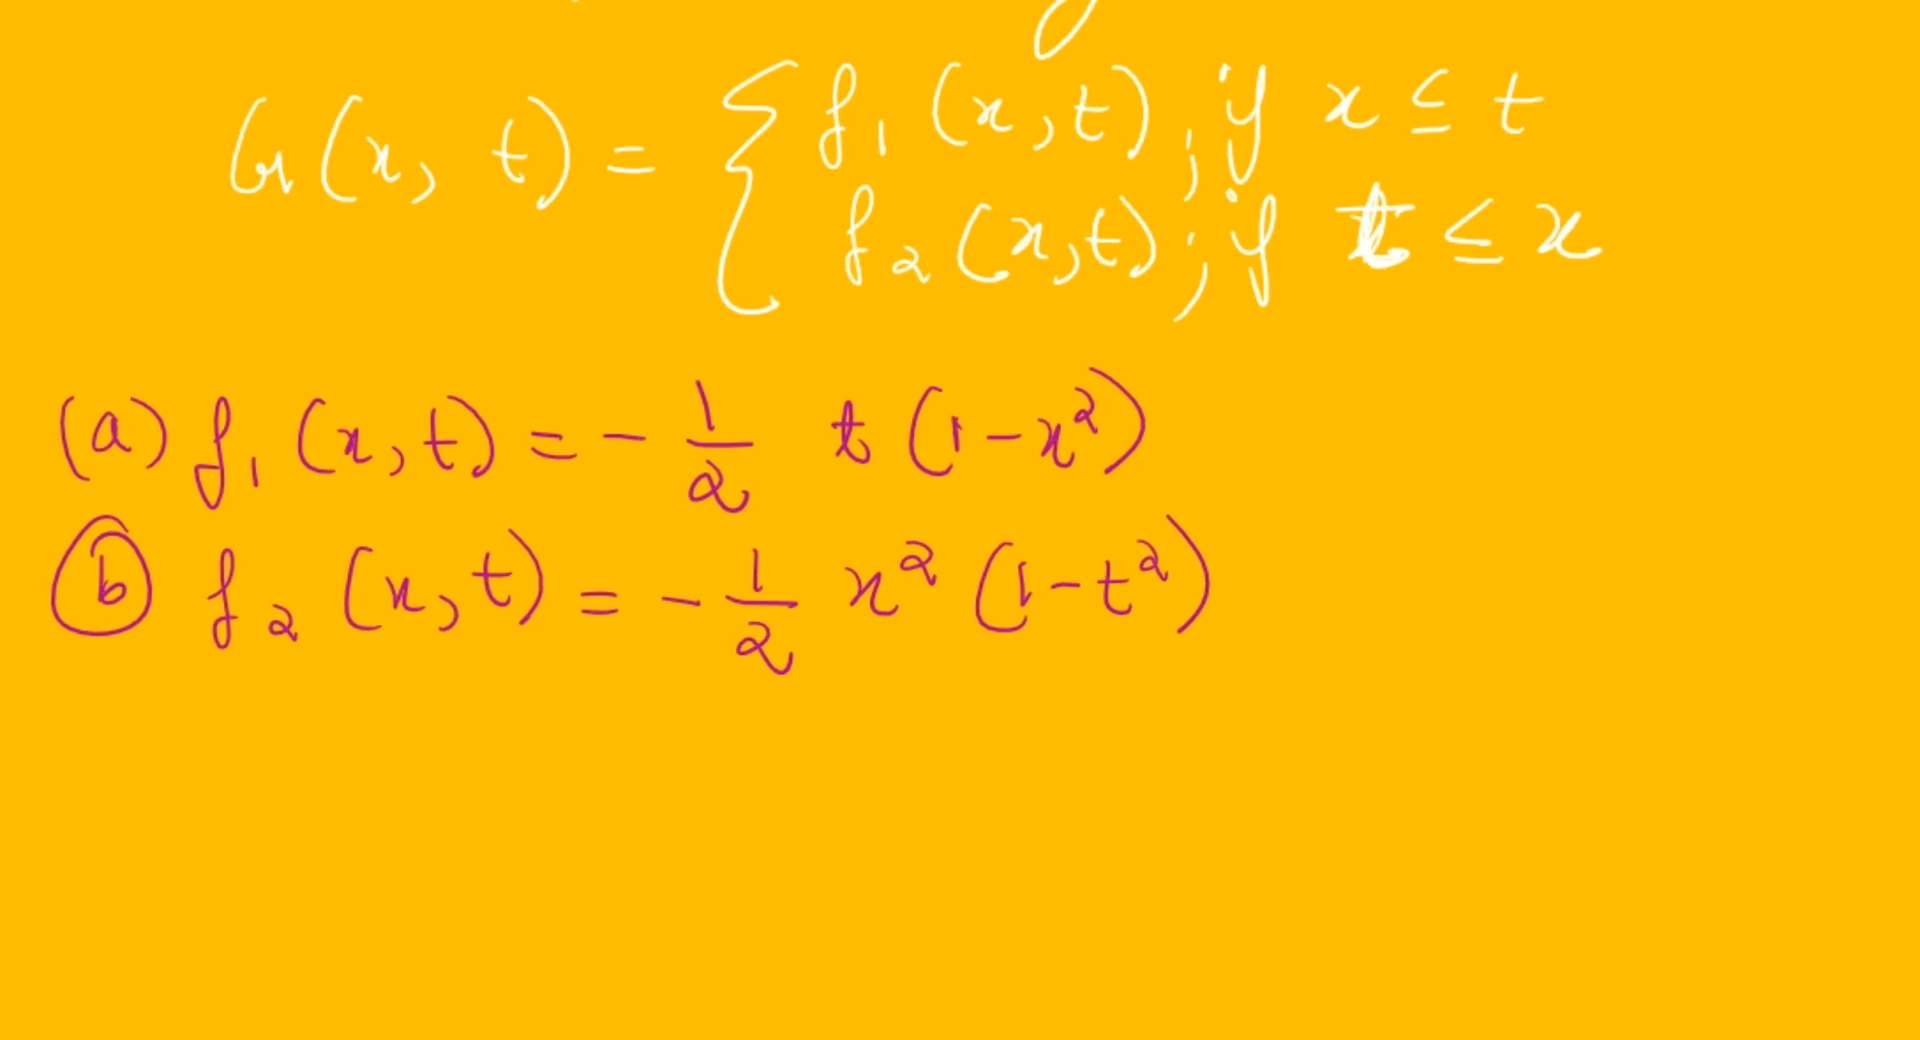 G(x, t) = { f₁ (x,t) ; if x ≤ t
f₂ (x,t) ; if t ≤ x
(a) f₁ (x,t) = - 1/2 t (1-x²)
(b) f₂ (x,t) = - 1/2 x² (1-t²)